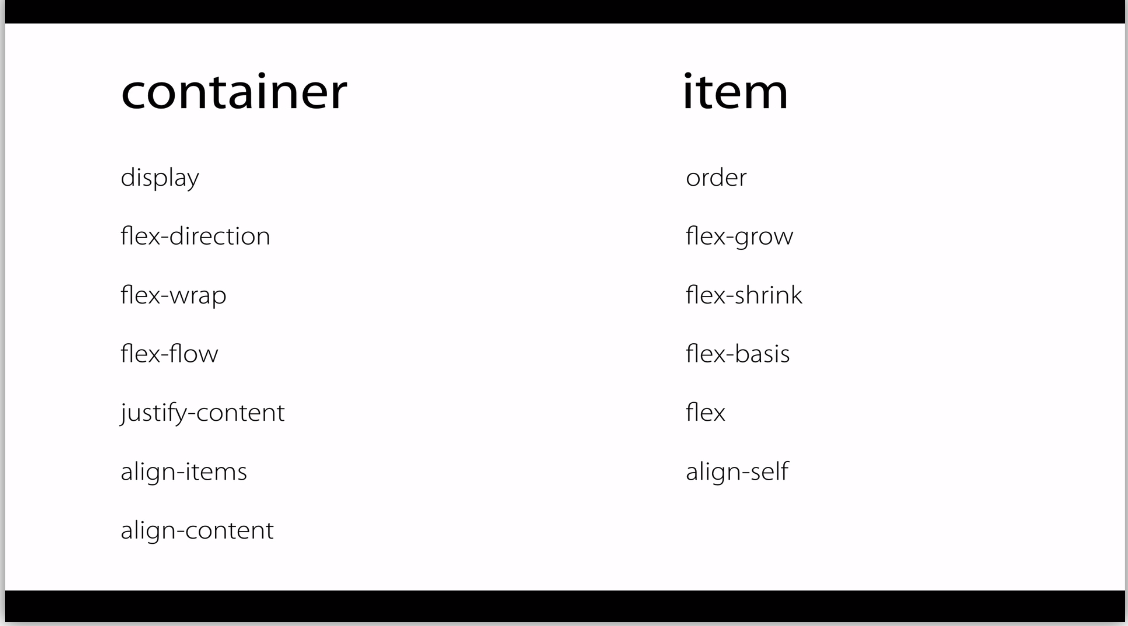 container
display
flex-direction
flex-wrap
flex-flow
justify-content
align-items
align-content
item
order
flex-grow
flex-shrink
flex-basis
flex
align-self